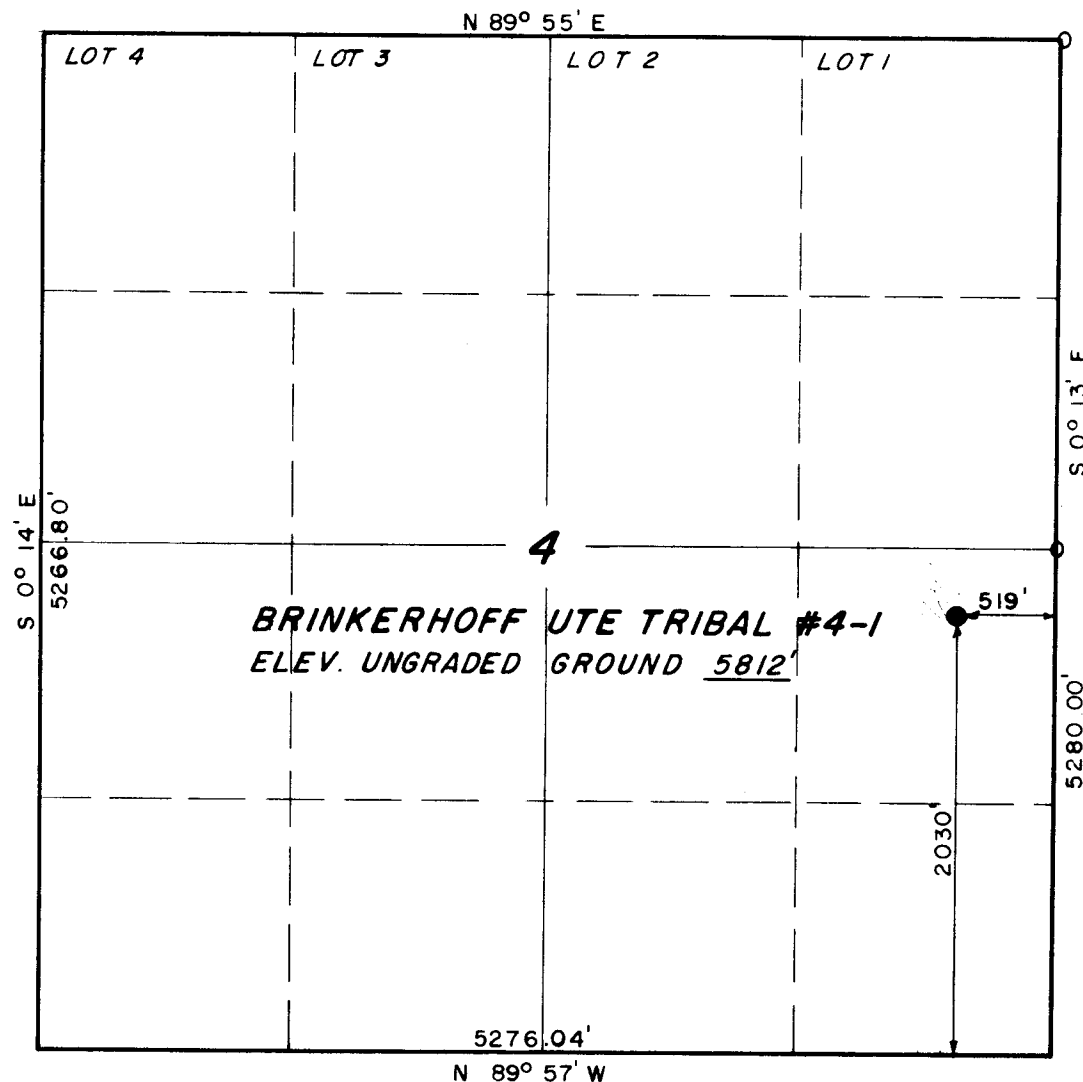 N 89° 55' E
LOT 4 LOT 3 LOT 2 LOT 1
S 0° 13' E
S 0° 14' E
5266.80'
4
519'
BRINKERHOFF UTE TRIBAL #4-1
ELEV. UNGRADED GROUND 5812'
5280.00'
2030'
5276.04'
N 89° 57' W